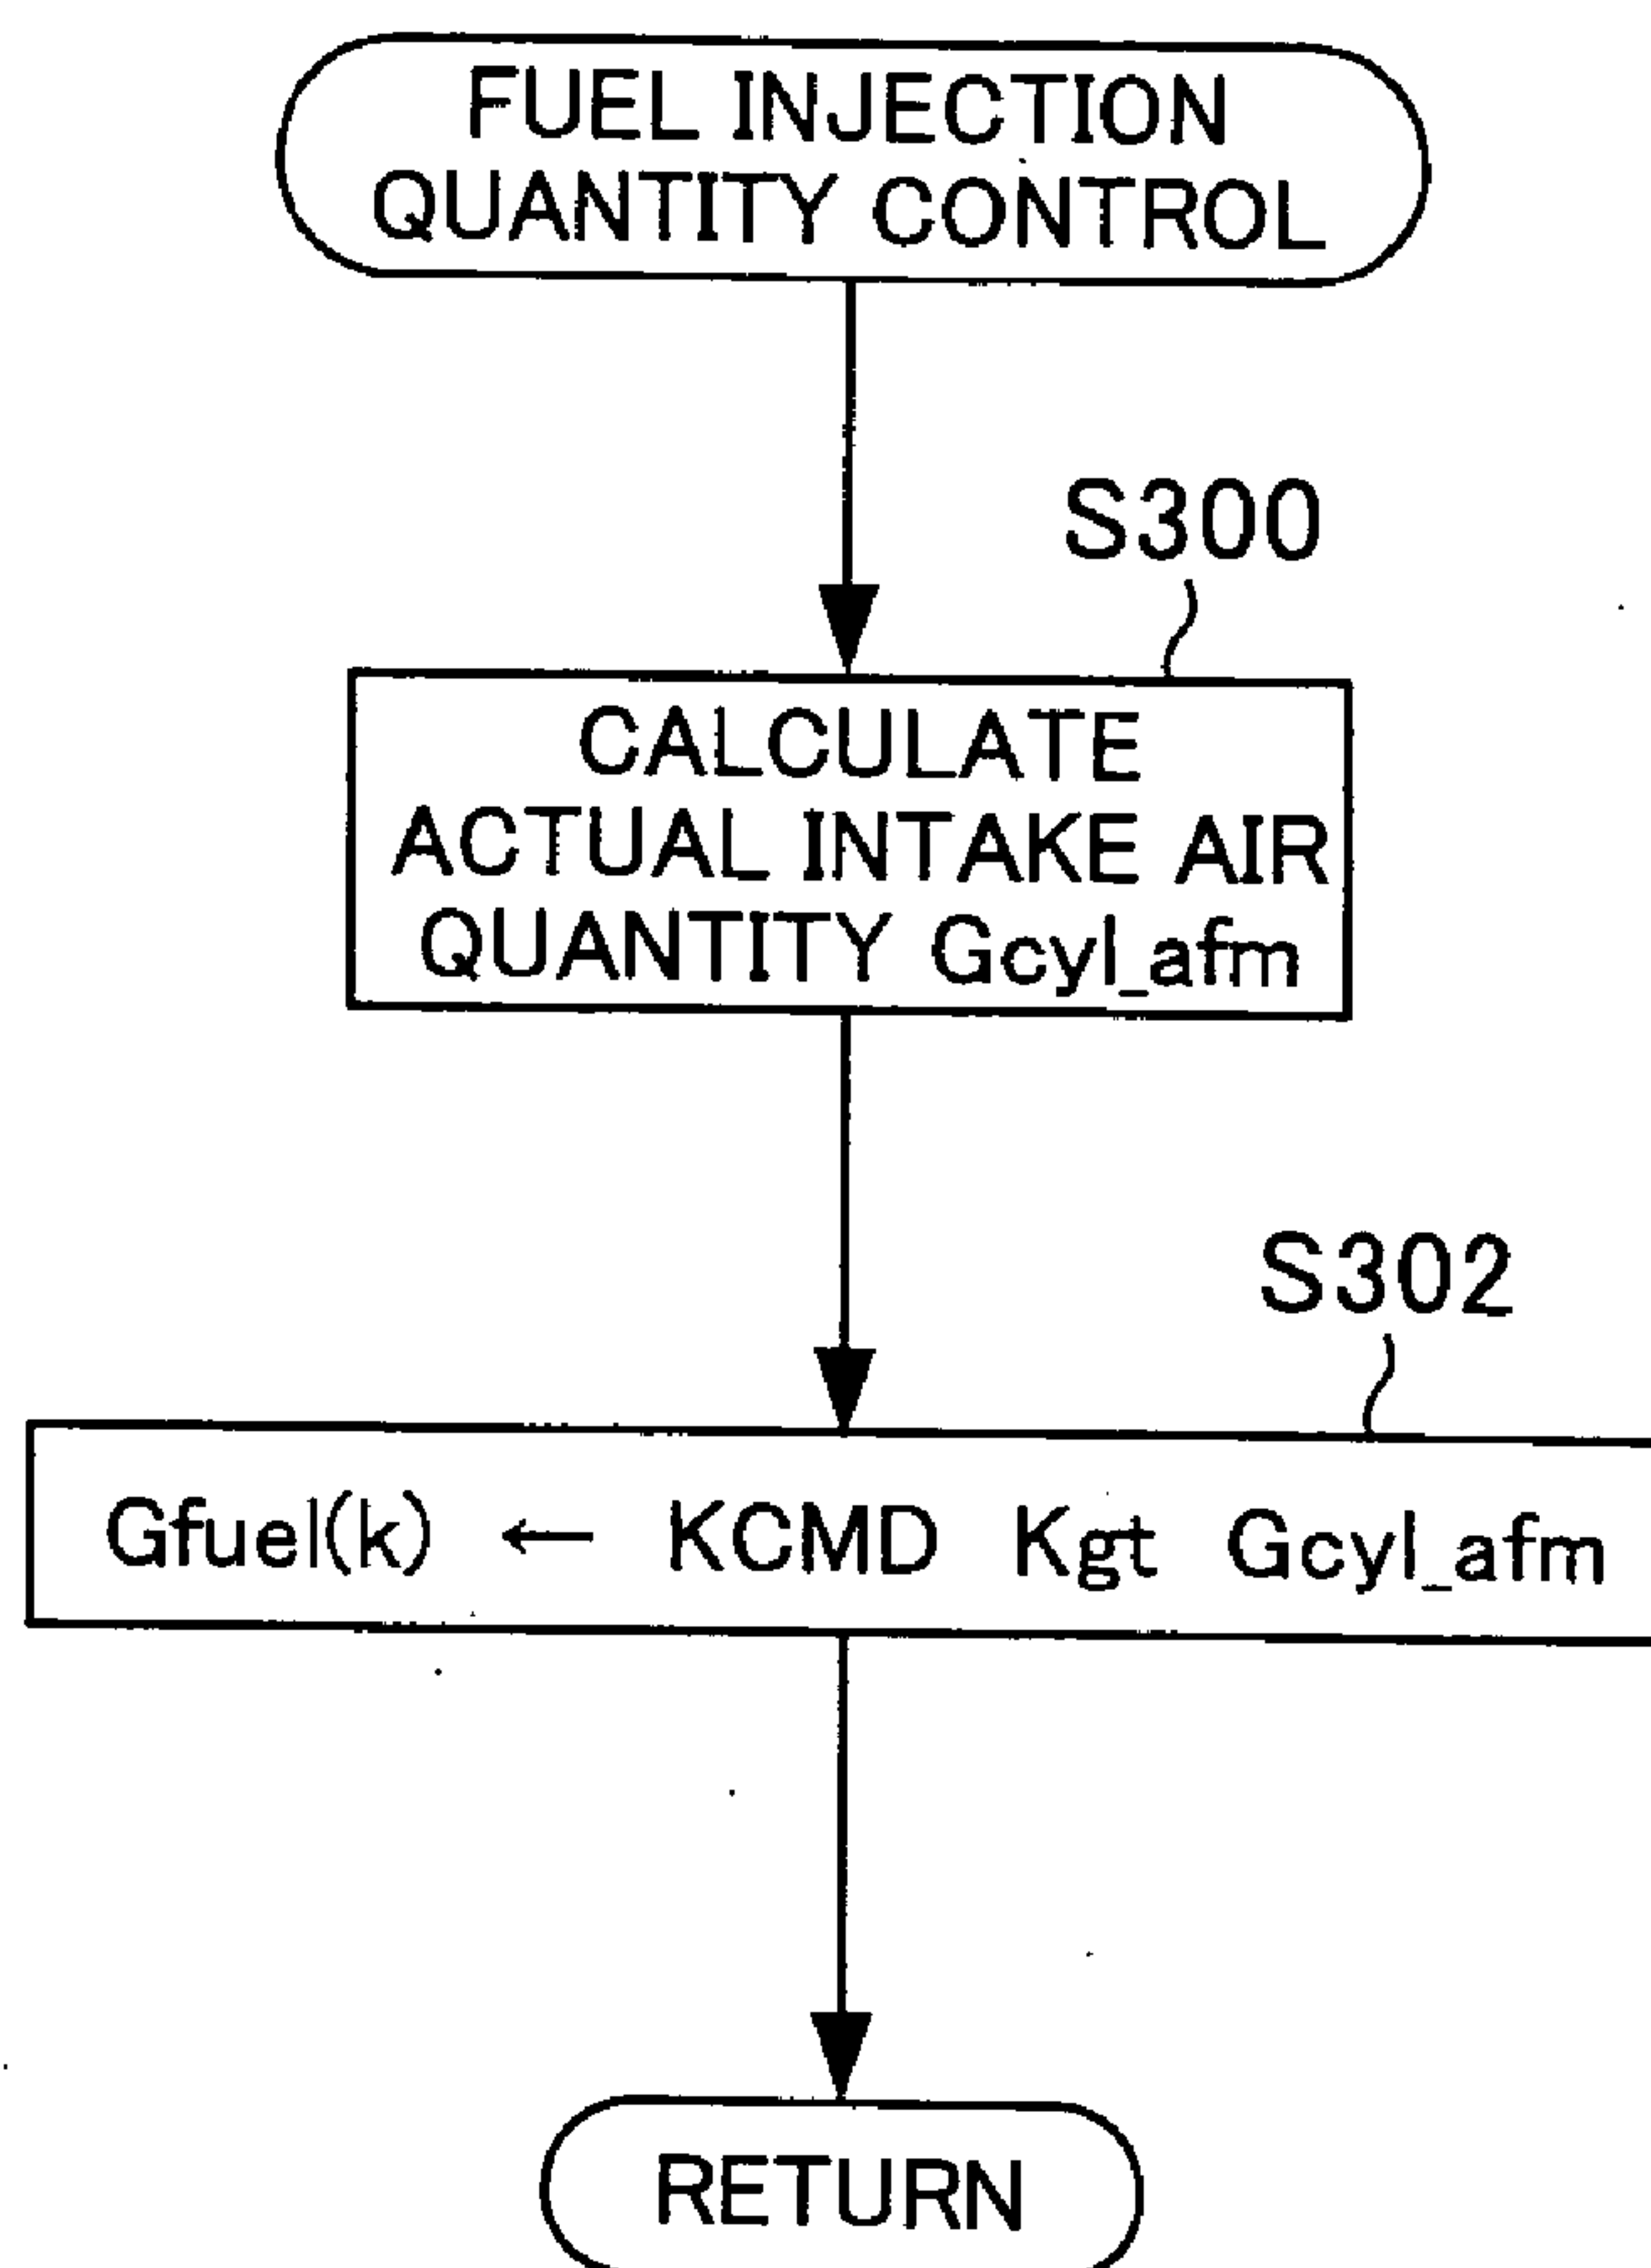 FUEL INJECTION
QUANTITY CONTROL
S300
CALCULATE
ACTUAL INTAKE AIR
QUANTITY Gcyl_afm
S302
Gfuel(k) ← KCMD Kgt Gcyl_afm
RETURN